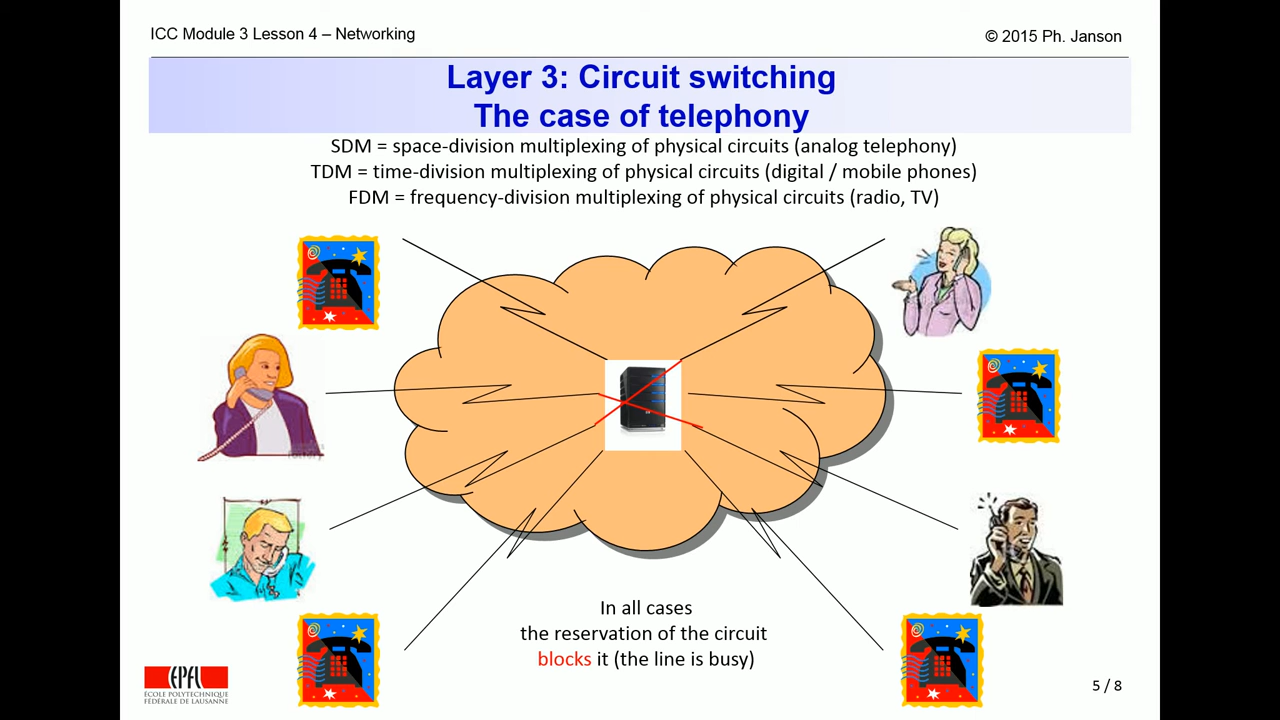 ICC Module 3 Lesson 4 – Networking
© 2015 Ph. Janson
Layer 3: Circuit switching
The case of telephony
SDM = space-division multiplexing of physical circuits (analog telephony)
TDM = time-division multiplexing of physical circuits (digital / mobile phones)
FDM = frequency-division multiplexing of physical circuits (radio, TV)
In all cases
the reservation of the circuit
blocks it (the line is busy)
EPFL
ÉCOLE POLYTECHNIQUE
FÉDÉRALE DE LAUSANNE
5 / 8